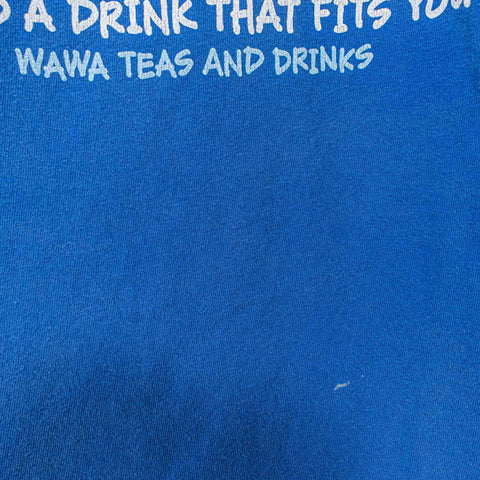 A DRINK THAT FITS YOU
WAWA TEAS AND DRINKS